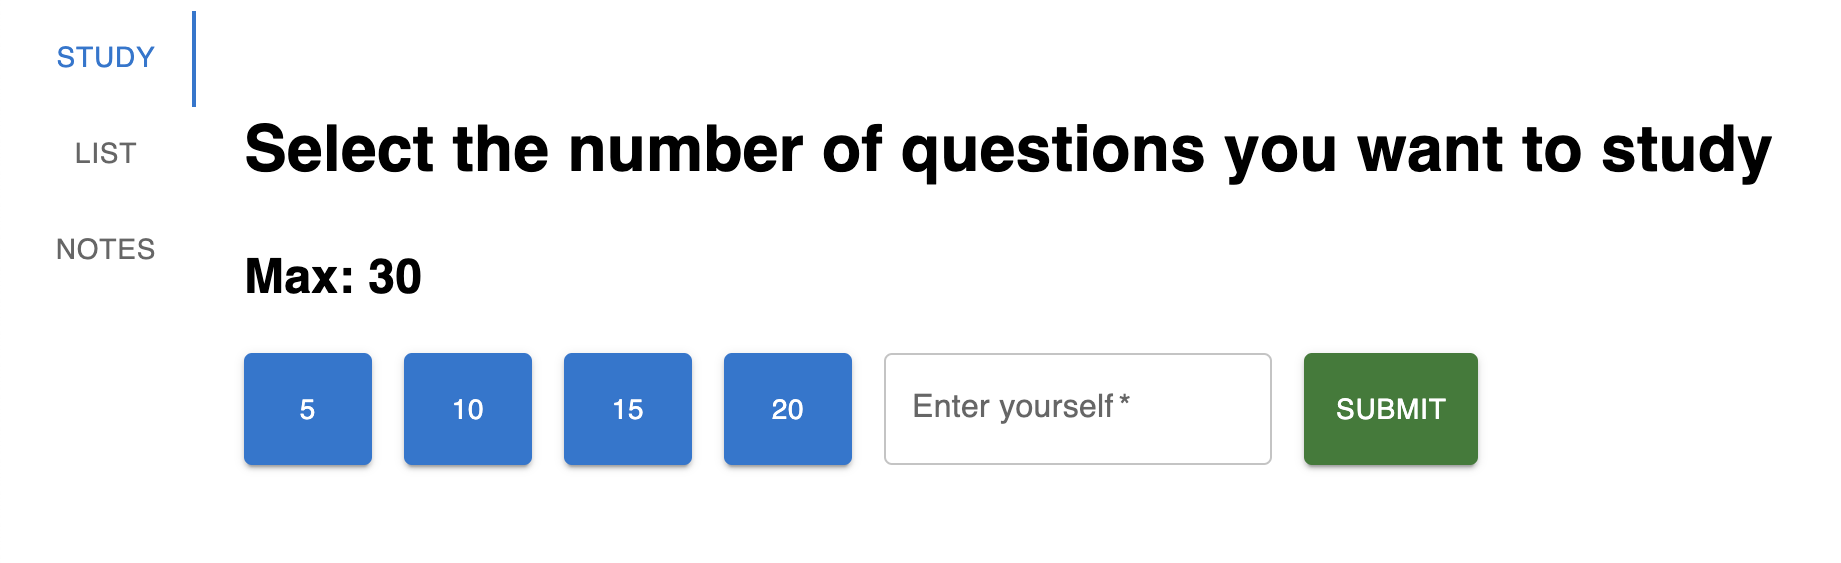 STUDY
LIST
NOTES
Select the number of questions you want to study
Max: 30
5 10 15 20 Enter yourself * SUBMIT